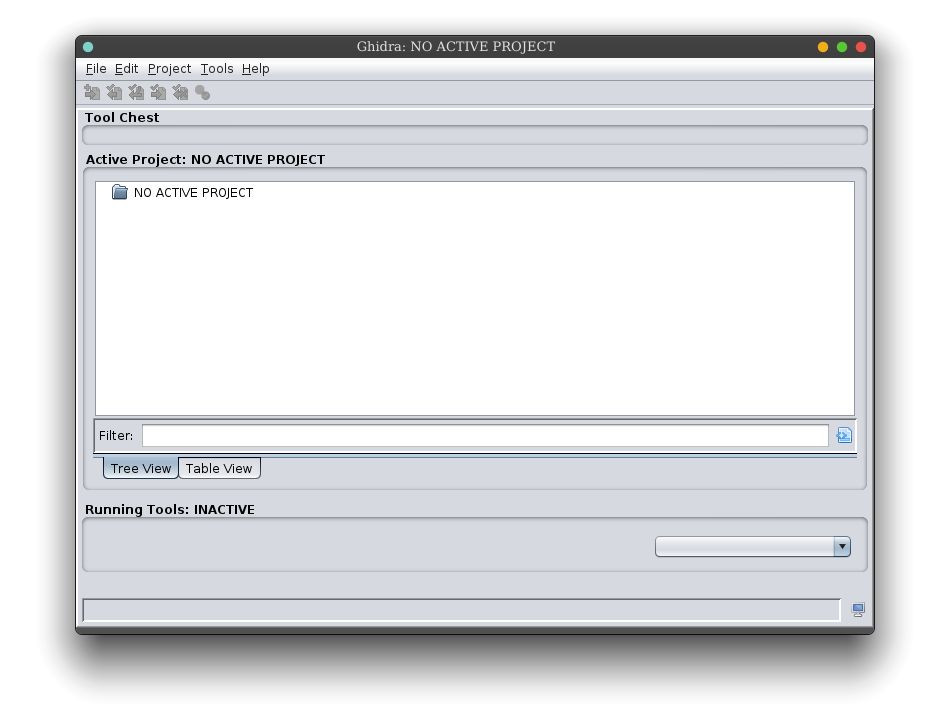 Ghidra: NO ACTIVE PROJECT
File Edit Project Tools Help
Tool Chest
Active Project: NO ACTIVE PROJECT
NO ACTIVE PROJECT
Filter:
Tree View Table View
Running Tools: INACTIVE